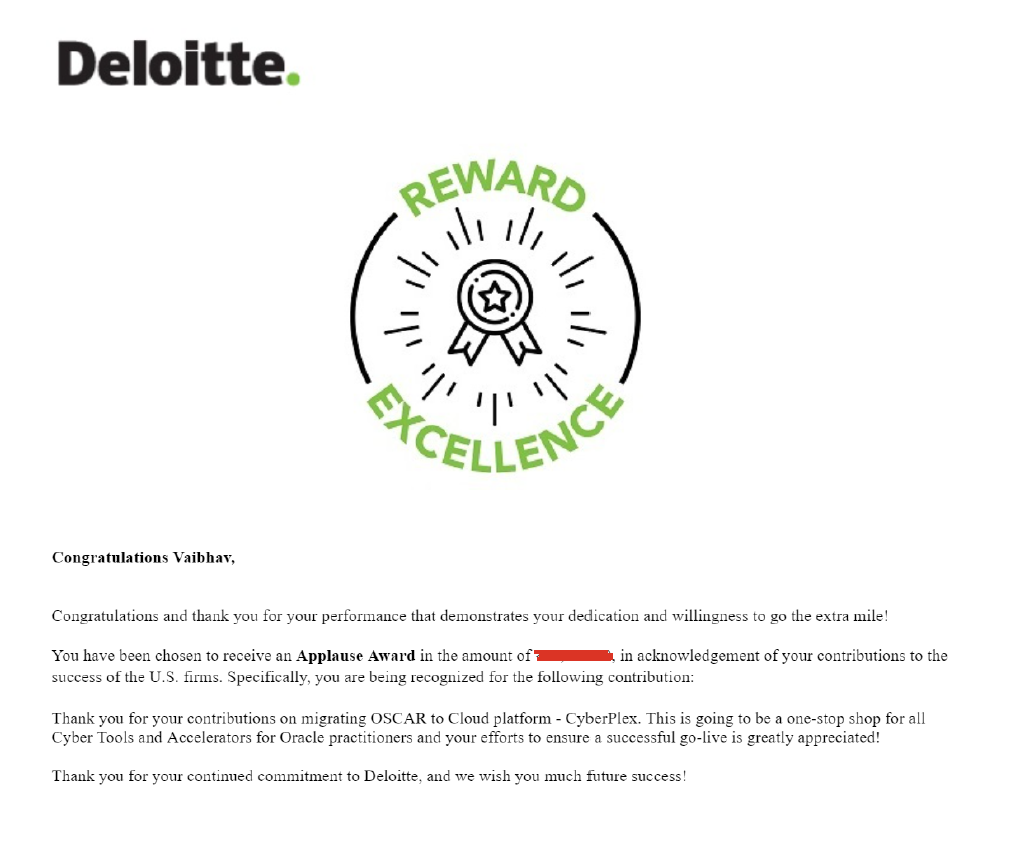 Deloitte.
REWARD
EXCELLENCE
Congratulations Vaibhav,
Congratulations and thank you for your performance that demonstrates your dedication and willingness to go the extra mile!
You have been chosen to receive an Applause Award in the amount of , in acknowledgement of your contributions to the
success of the U.S. firms. Specifically, you are being recognized for the following contribution:
Thank you for your contributions on migrating OSCAR to Cloud platform - CyberPlex. This is going to be a one-stop shop for all
Cyber Tools and Accelerators for Oracle practitioners and your efforts to ensure a successful go-live is greatly appreciated!
Thank you for your continued commitment to Deloitte, and we wish you much future success!